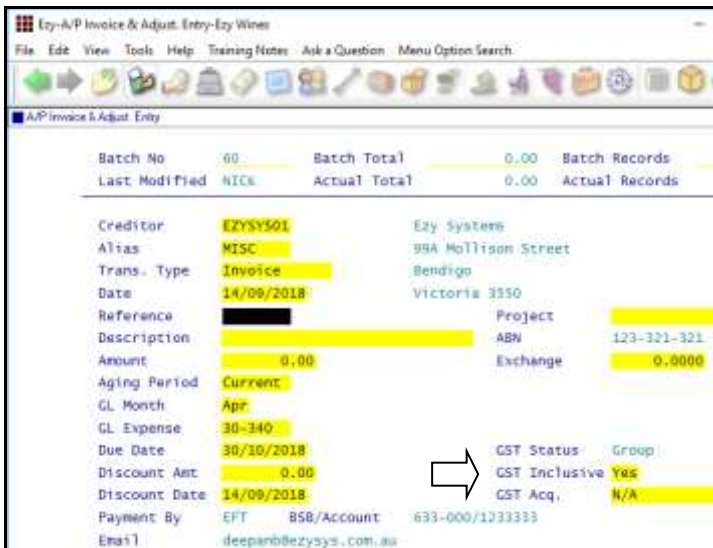 Ezy-A/P Invoice & Adjust. Entry-Ezy Wines
File Edit View Tools Help Training Notes Ask a Question Menu Option Search
A/P Invoice & Adjust. Entry
Batch No 60 Batch Total 0.00 Batch Records
Last Modified NICK Actual Total 0.00 Actual Records
Creditor EZYSYS01 Ezy Systems
Alias MISC 99A Mollison Street
Trans. Type Invoice Bendigo
Date 14/09/2018 Victoria 3550
Reference Project
Description ABN 123-321-321
Amount 0.00 Exchange 0.0000
Aging Period Current
GL Month Apr
GL Expense 30-340
Due Date 30/10/2018 GST Status Group
Discount Amt 0.00 GST Inclusive Yes
Discount Date 14/09/2018 GST Acq. N/A
Payment By EFT BSB/Account 633-000/1233333
Email deepanb@ezysys.com.au